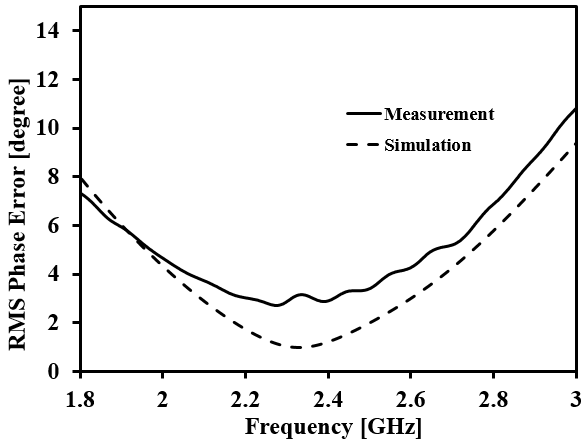 14
12
10
8
6
4
2
0
RMS Phase Error [degree]
Measurement
Simulation
1.8 2 2.2 2.4 2.6 2.8 3
Frequency [GHz]